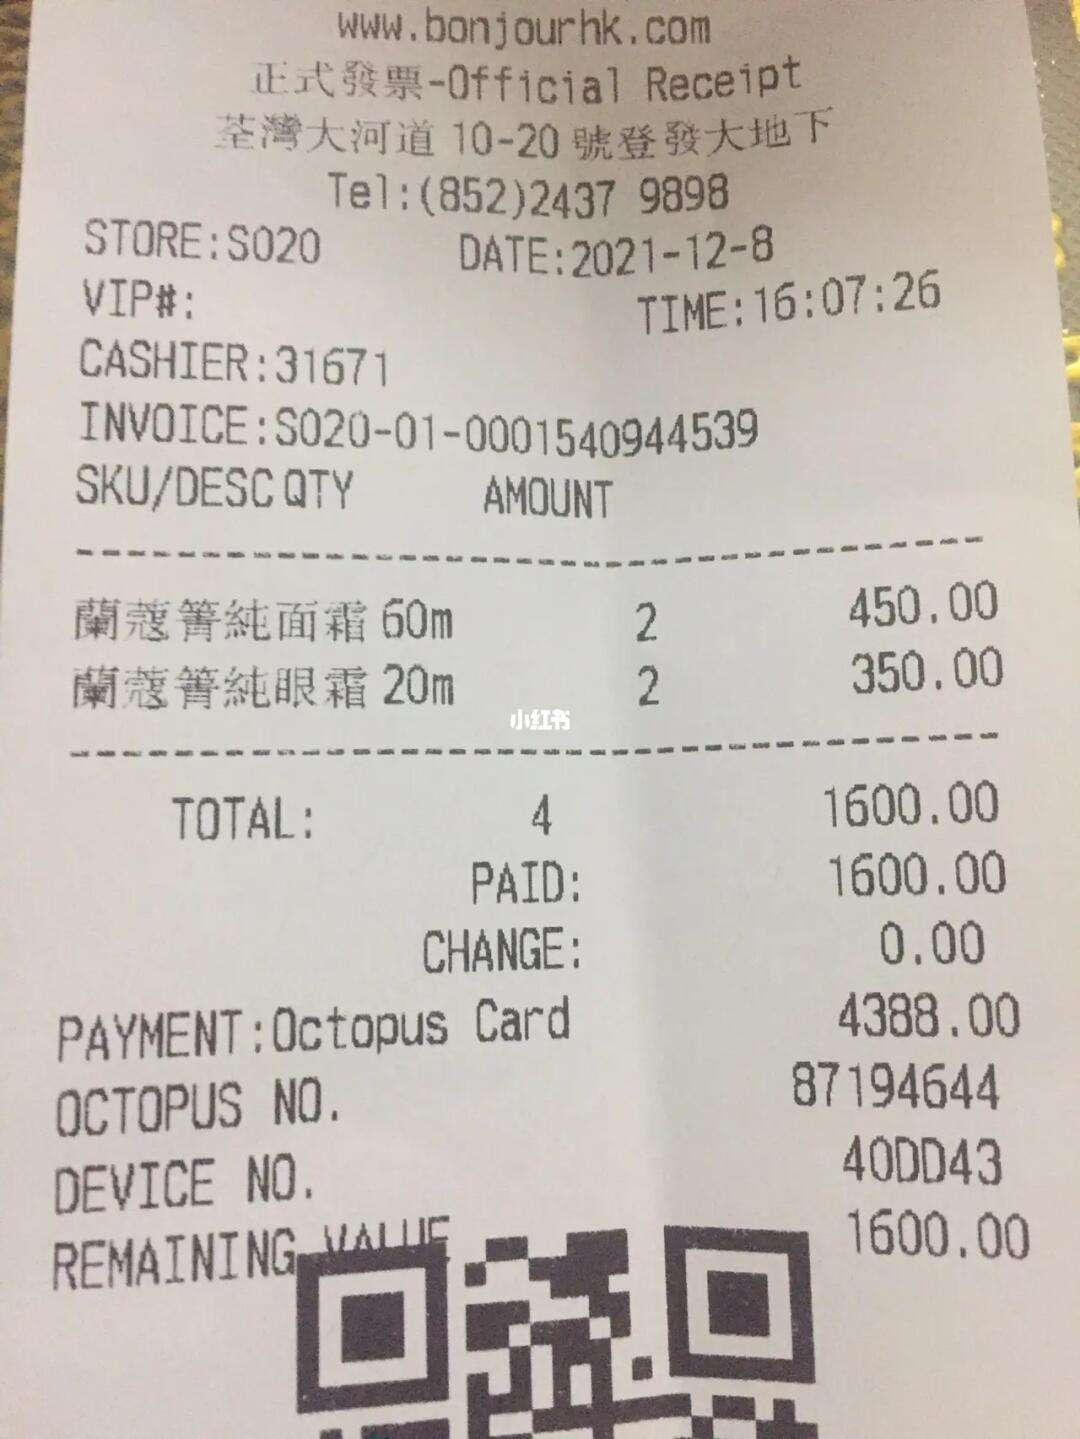 www.bonjourhk.com
正式發票-Official Receipt
荃灣大河道 10-20 號登發大地下
Tel:(852)2437 9898
STORE:S020 DATE:2021-12-8
VIP#: TIME:16:07:26
CASHIER:31671
INVOICE:S020-01-0001540944539
SKU/DESC QTY AMOUNT
蘭蔻箐純面霜 60m 2 450.00
蘭蔻箐純眼霜 20m 2 350.00
小红书
TOTAL: 4 1600.00
PAID: 1600.00
CHANGE: 0.00
PAYMENT:Octopus Card 4388.00
OCTOPUS NO. 87194644
DEVICE NO. 40DD43
REMAINING VALUE 1600.00